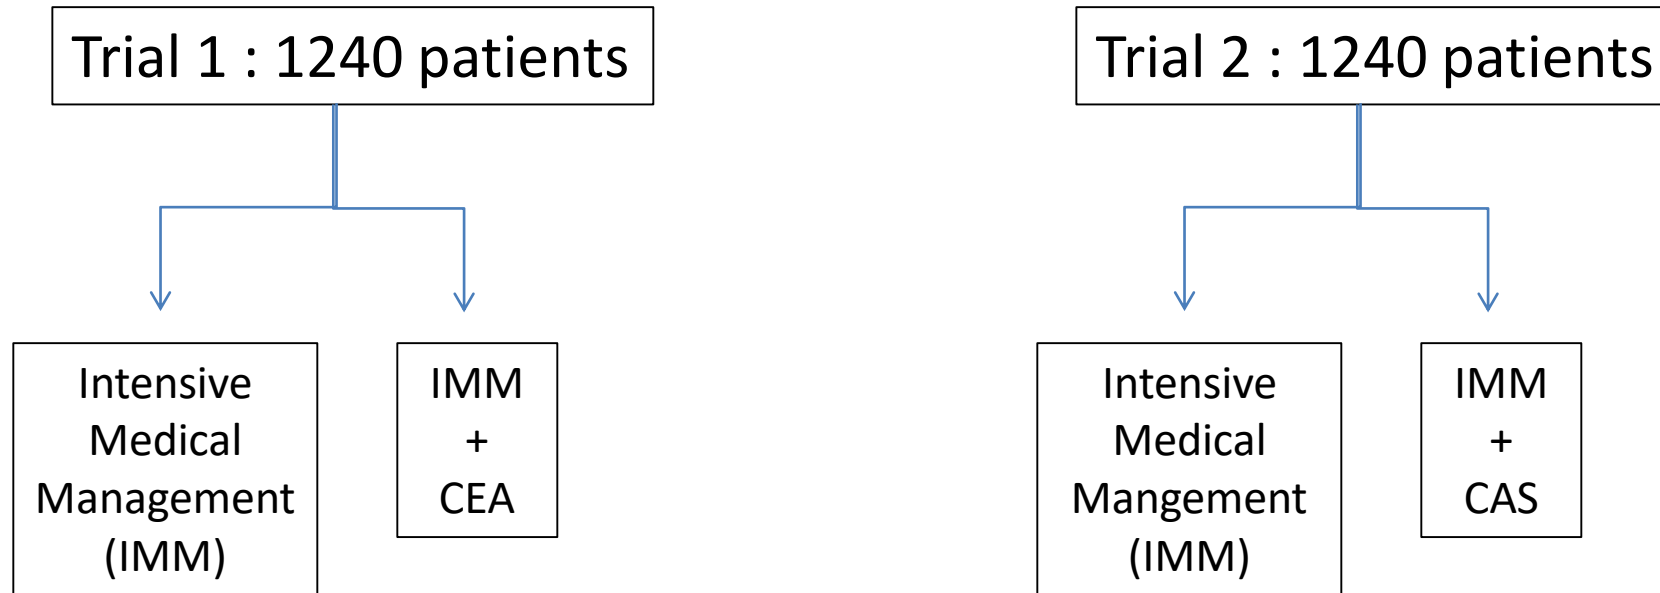 Trial 1 : 1240 patients
Intensive
Medical
Management
(IMM)
IMM
+
CEA
Trial 2 : 1240 patients
Intensive
Medical
Mangement
(IMM)
IMM
+
CAS